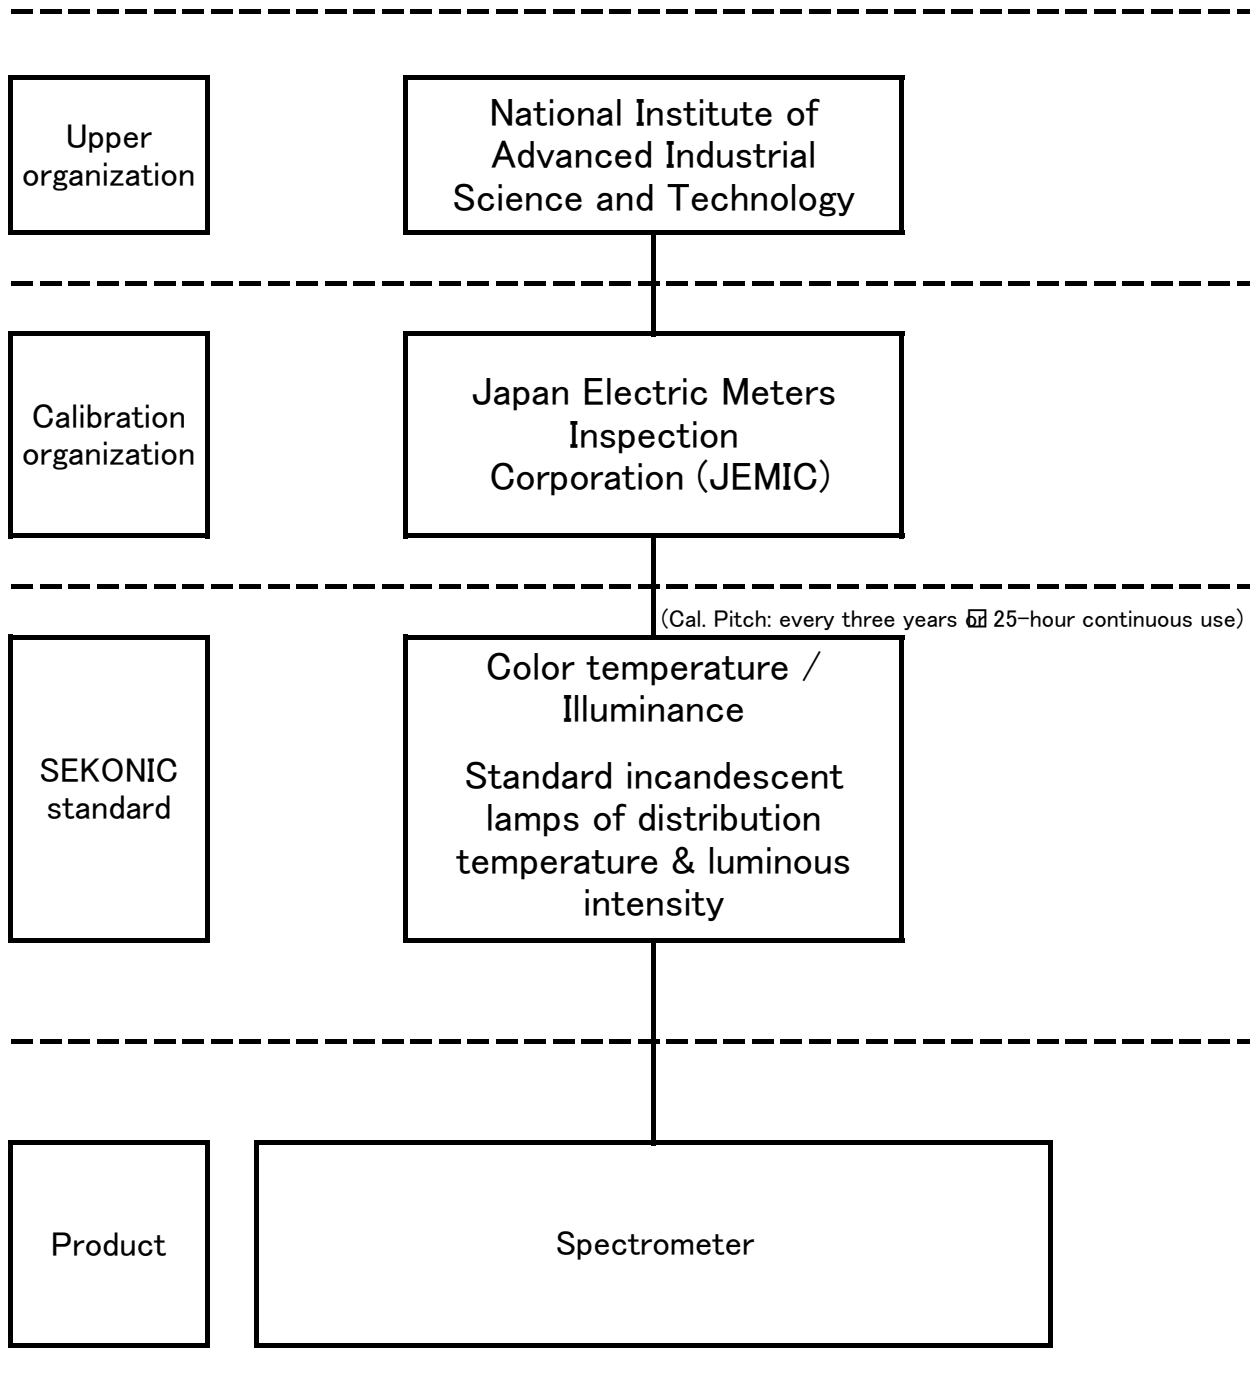 Upper
organization
National Institute of
Advanced Industrial
Science and Technology
Calibration
organization
Japan Electric Meters
Inspection
Corporation (JEMIC)
(Cal. Pitch: every three years or 25-hour continuous use)
SEKONIC
standard
Color temperature /
Illuminance
Standard incandescent
lamps of distribution
temperature & luminous
intensity
Product
Spectrometer